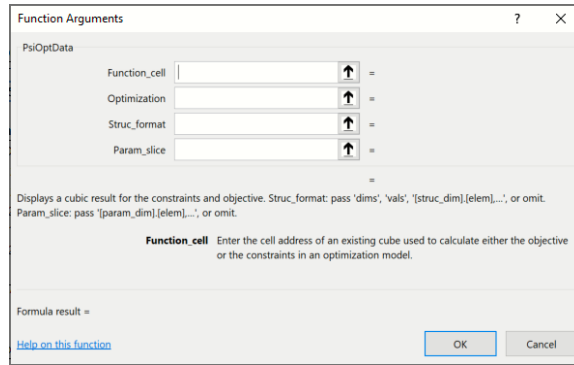 Function Arguments ? ×
PsiOptData
Function_cell =
Optimization =
Struc_format =
Param_slice =
=
Displays a cubic result for the constraints and objective. Struc_format: pass 'dims', 'vals', '[struc_dim].[elem],...', or omit.
Param_slice: pass '[param_dim].[elem],...', or omit.
Function_cell Enter the cell address of an existing cube used to calculate either the objective
or the constraints in an optimization model.
Formula result =
Help on this function OK Cancel